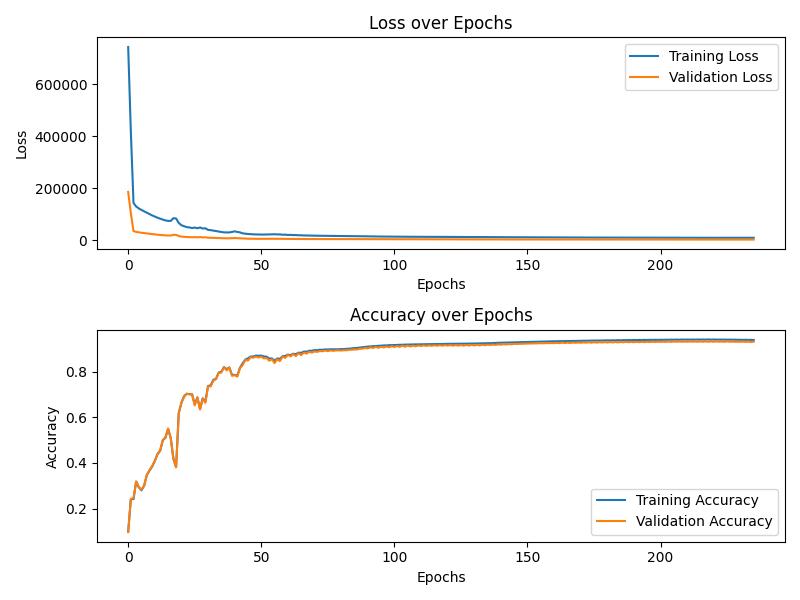 Loss over Epochs
600000
400000
200000
0
Loss
Training Loss
Validation Loss
0 50 100 150 200
Epochs
Accuracy over Epochs
0.8
0.6
0.4
0.2
Accuracy
Training Accuracy
Validation Accuracy
0 50 100 150 200
Epochs